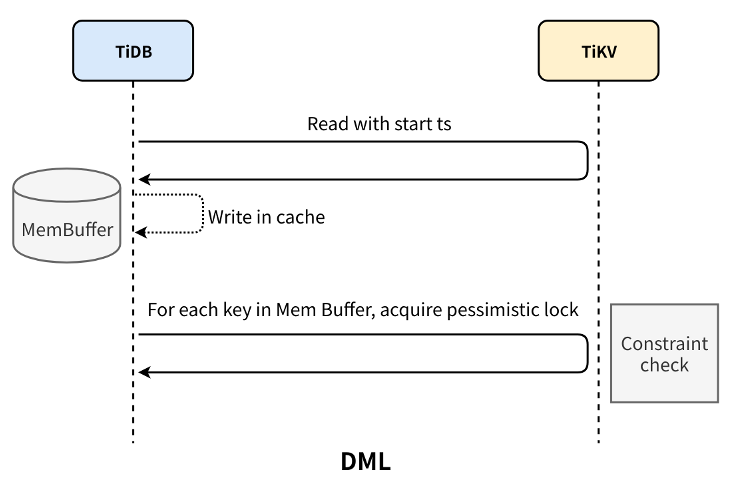 TiDB
TiKV
Read with start ts
MemBuffer
Write in cache
For each key in Mem Buffer, acquire pessimistic lock
Constraint
check
DML